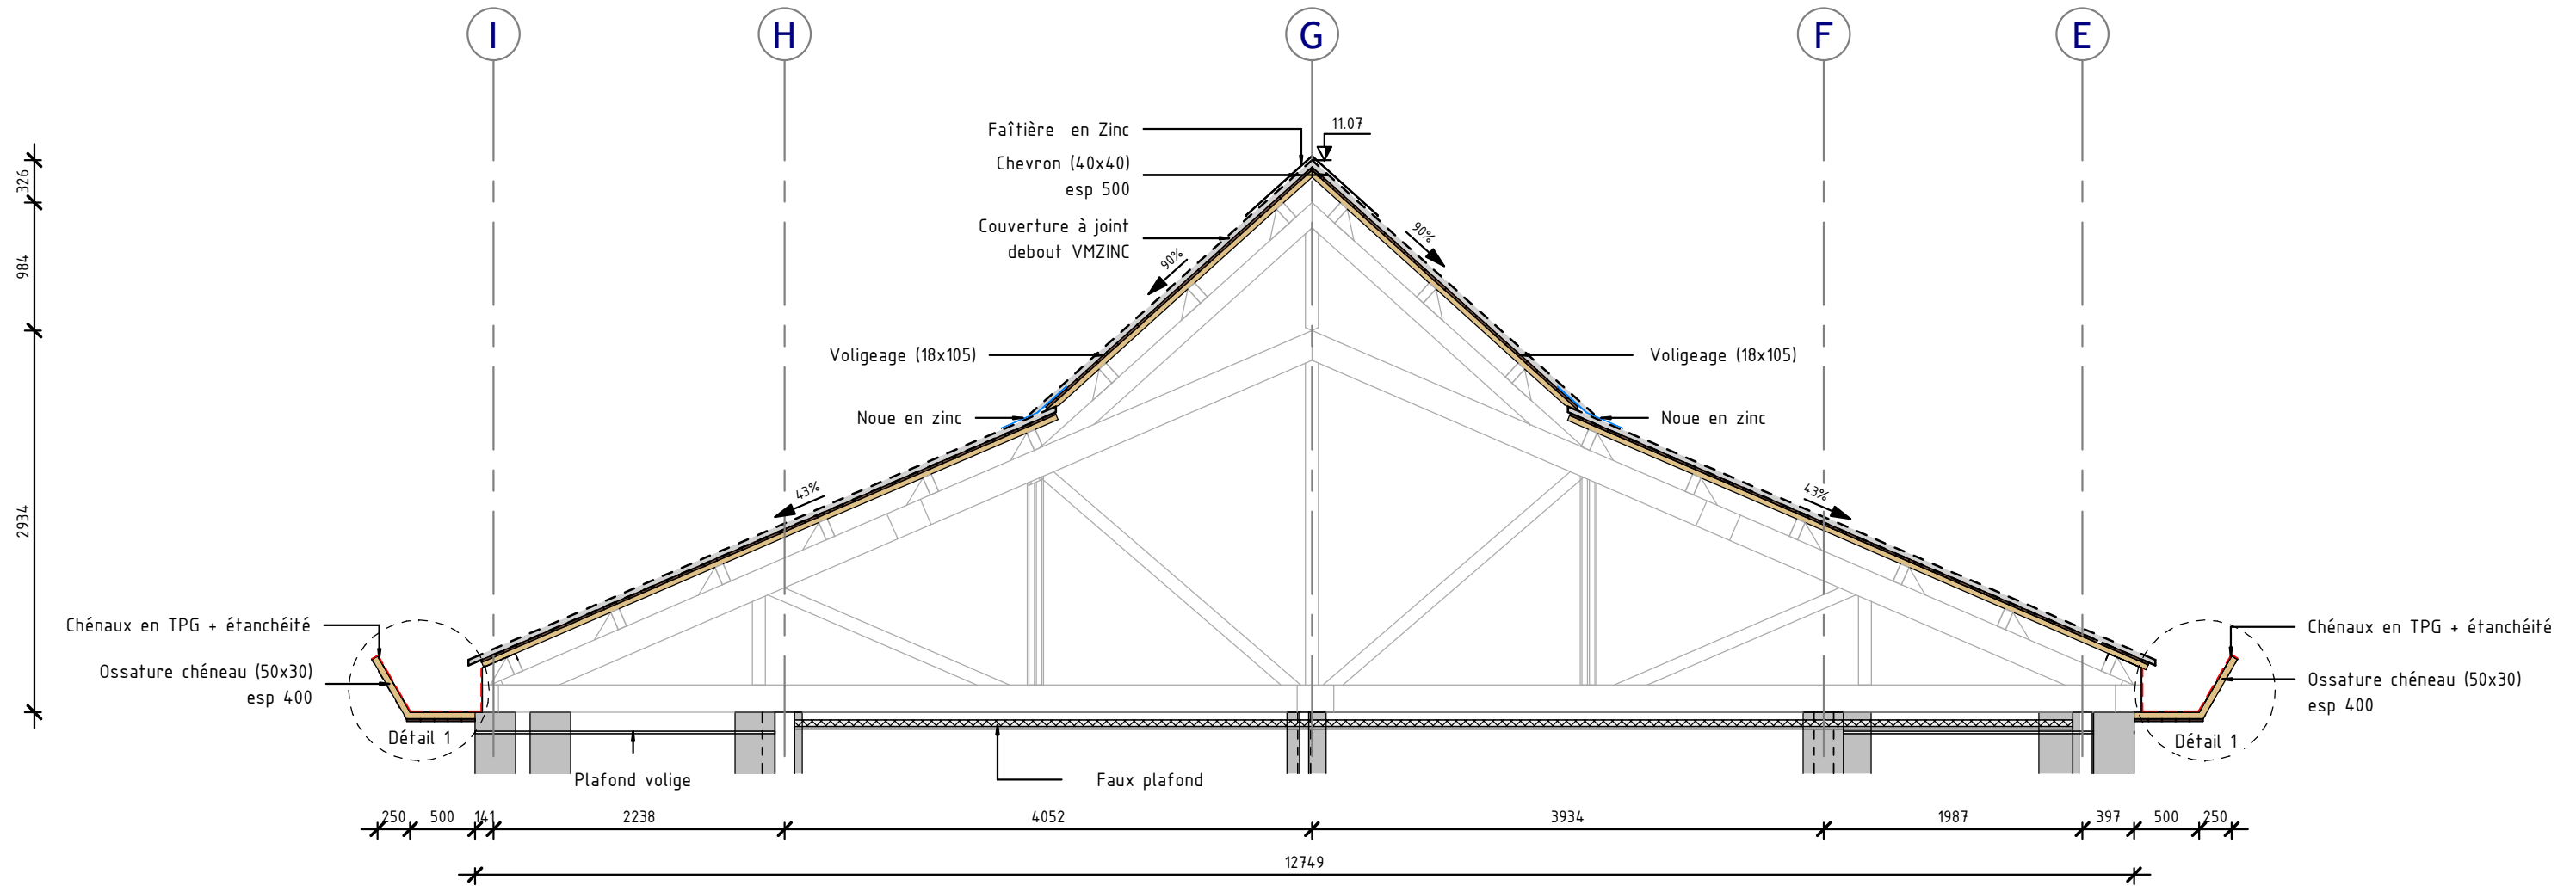 I
H
G
F
E
Faîtière en Zinc
11.07
Chevron (40x40)
esp 500
Couverture à joint
debout VMZINC
90%
90%
326
984
2934
Voligeage (18x105)
Voligeage (18x105)
Noue en zinc
Noue en zinc
43%
43%
Chénaux en TPG + étanchéité
Ossature chéneau (50x30)
esp 400
Détail 1
Chénaux en TPG + étanchéité
Ossature chéneau (50x30)
esp 400
Détail 1
Plafond volige
Faux plafond
250
500
141
2238
4052
3934
1987
397
500
250
12749